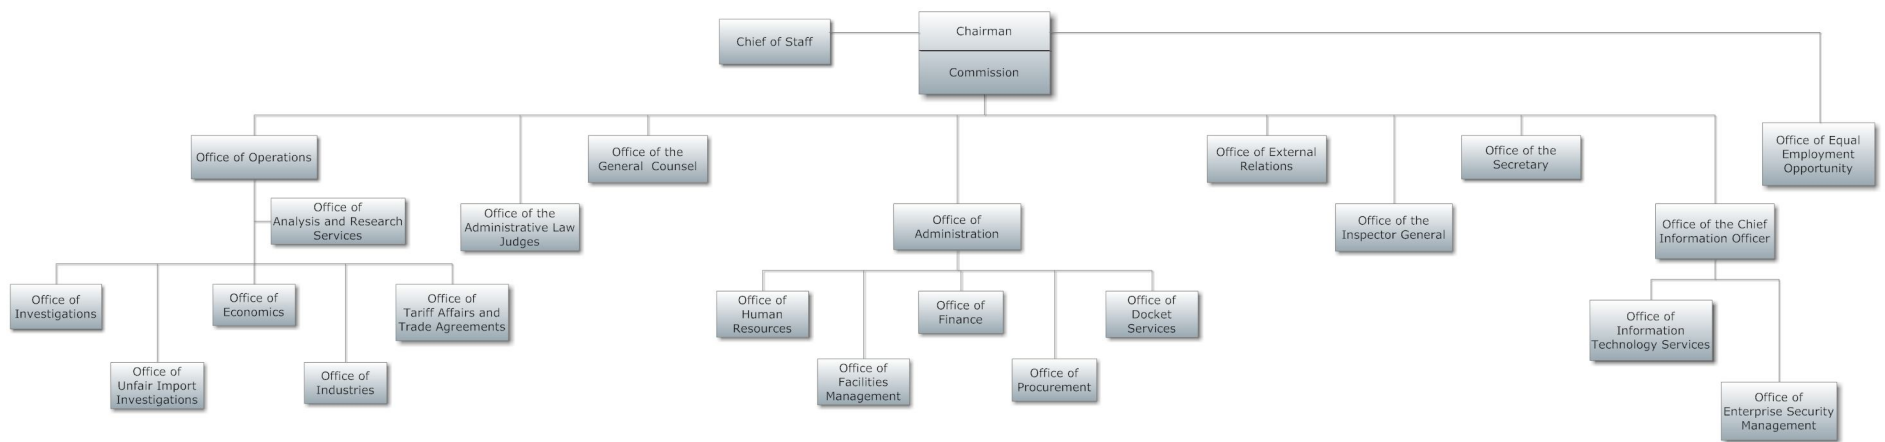 Chairman
Chief of Staff
Commission
Office of Operations
Office of the
General Counsel
Office of External
Relations
Office of the
Secretary
Office of Equal
Employment
Opportunity
Office of
Analysis and Research
Services
Office of the
Administrative Law
Judges
Office of
Administration
Office of the
Inspector General
Office of the Chief
Information Officer
Office of
Investigations
Office of
Economics
Office of
Tariff Affairs and
Trade Agreements
Office of
Human
Resources
Office of
Finance
Office of
Docket
Services
Office of
Information
Technology Services
Office of
Unfair Import
Investigations
Office of
Industries
Office of
Facilities
Management
Office of
Procurement
Office of
Enterprise Security
Management